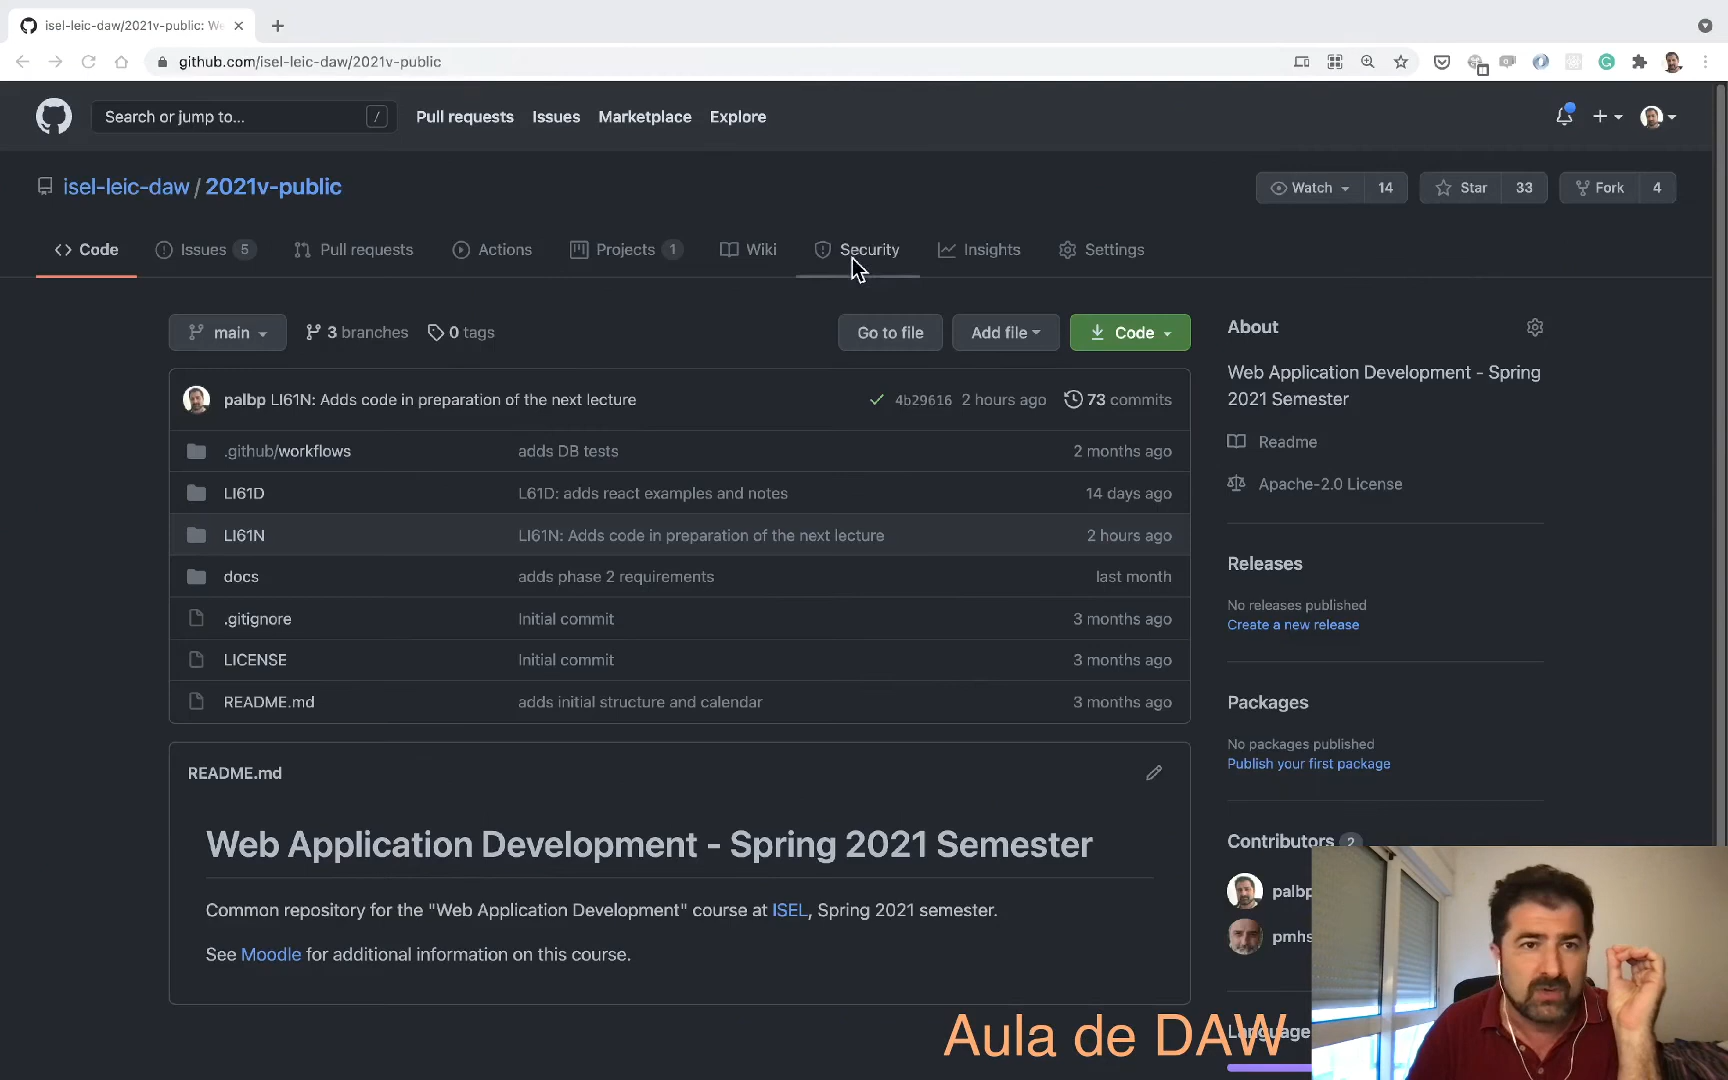 isel-leic-daw/2021v-public: We
github.com/isel-leic-daw/2021v-public
Search or jump to... /
Pull requests Issues Marketplace Explore
isel-leic-daw / 2021v-public
Watch 14 Star 33 Fork 4
Code Issues 5 Pull requests Actions Projects 1 Wiki Security Insights Settings
main 3 branches 0 tags Go to file Add file Code
palbp LI61N: Adds code in preparation of the next lecture 4b29616 2 hours ago 73 commits
.github/workflows adds DB tests 2 months ago
LI61D L61D: adds react examples and notes 14 days ago
LI61N LI61N: Adds code in preparation of the next lecture 2 hours ago
docs adds phase 2 requirements last month
.gitignore Initial commit 3 months ago
LICENSE Initial commit 3 months ago
README.md adds initial structure and calendar 3 months ago
README.md
Web Application Development - Spring 2021 Semester
Common repository for the "Web Application Development" course at ISEL, Spring 2021 semester.
See Moodle for additional information on this course.
About
Web Application Development - Spring
2021 Semester
Readme
Apache-2.0 License
Releases
No releases published
Create a new release
Packages
No packages published
Publish your first package
Contributors 2
palbp
pmhs
Language
Aula de DAW